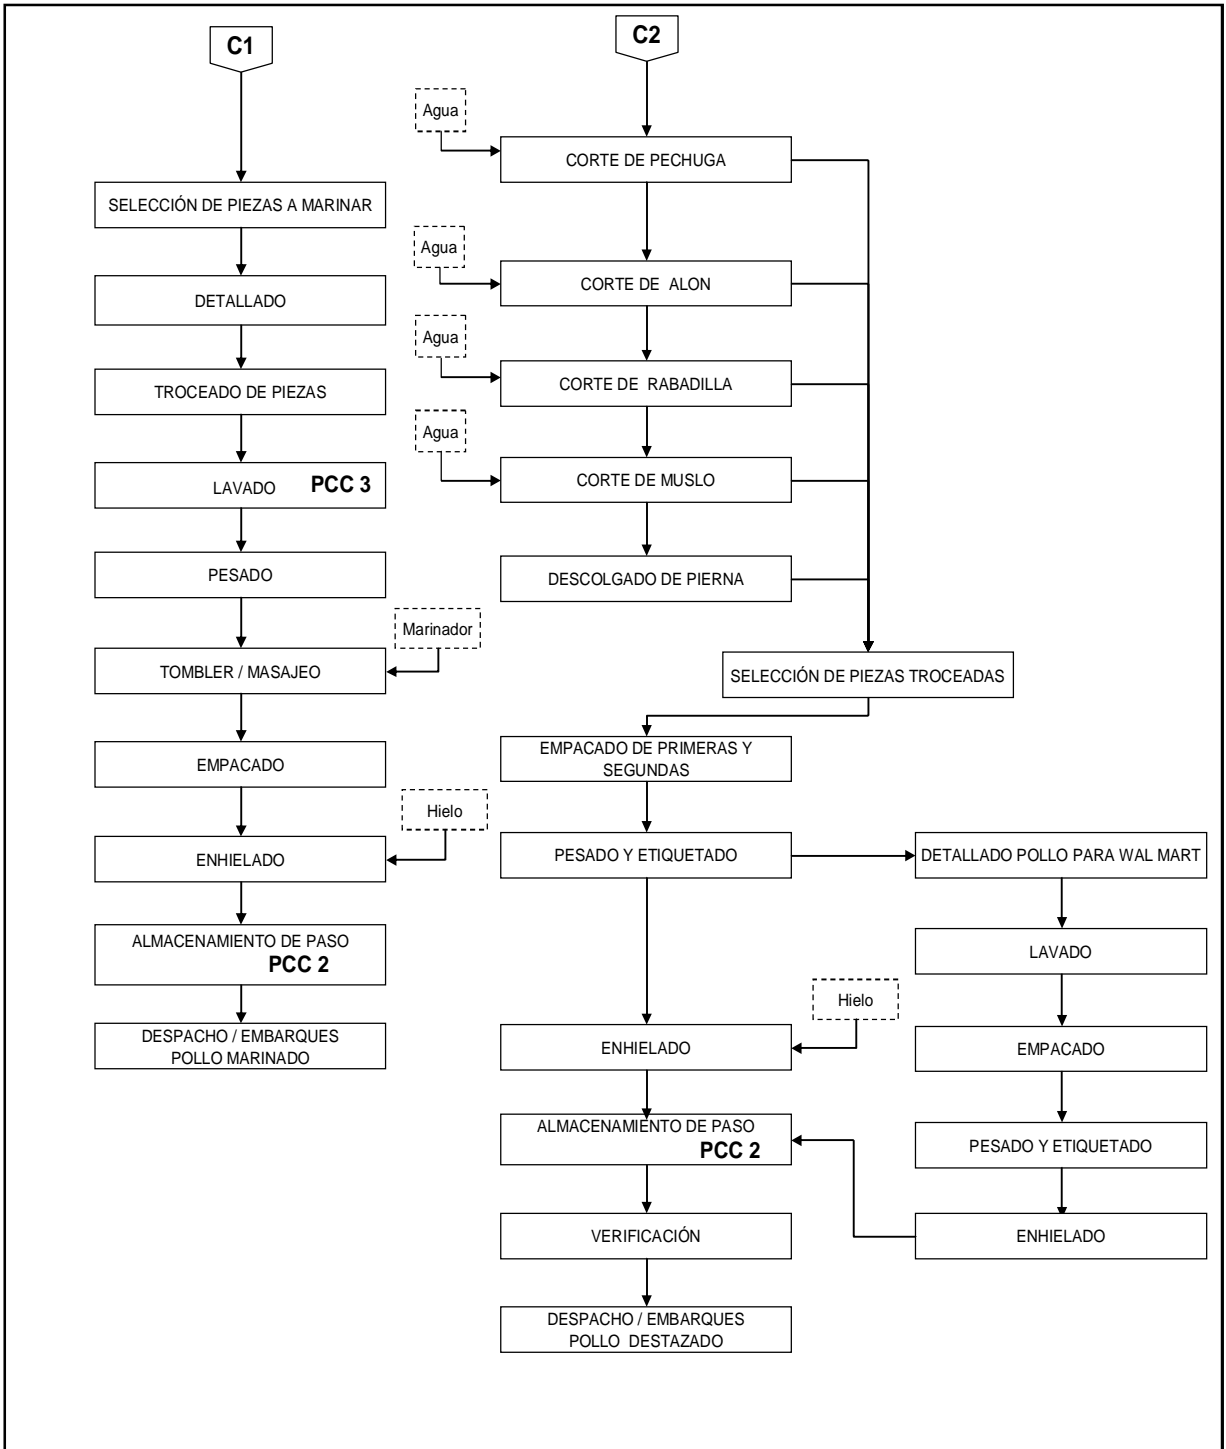 C1
SELECCIÓN DE PIEZAS A MARINAR
DETALLADO
TROCEADO DE PIEZAS
LAVADO PCC 3
PESADO
Marinador
TOMBLER / MASAJEO
EMPACADO
Hielo
ENHIELADO
ALMACENAMIENTO DE PASO
PCC 2
DESPACHO / EMBARQUES
POLLO MARINADO
C2
Agua
CORTE DE PECHUGA
Agua
CORTE DE ALON
Agua
CORTE DE RABADILLA
Agua
CORTE DE MUSLO
DESCOLGADO DE PIERNA
SELECCIÓN DE PIEZAS TROCEADAS
EMPACADO DE PRIMERAS Y
SEGUNDAS
PESADO Y ETIQUETADO
Hielo
ENHIELADO
ALMACENAMIENTO DE PASO
PCC 2
VERIFICACIÓN
DESPACHO / EMBARQUES
POLLO DESTAZADO
DETALLADO POLLO PARA WAL MART
LAVADO
EMPACADO
PESADO Y ETIQUETADO
ENHIELADO